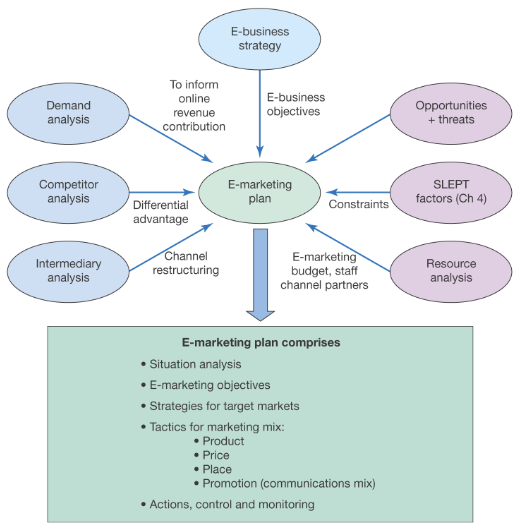 E-business
strategy
To inform
online
revenue
contribution
E-business
objectives
Demand
analysis
Opportunities
+ threats
Competitor
analysis
Differential
advantage
E-marketing
plan
Constraints
SLEPT
factors (Ch 4)
Intermediary
analysis
Channel
restructuring
E-marketing
budget, staff
channel partners
Resource
analysis
E-marketing plan comprises
• Situation analysis
• E-marketing objectives
• Strategies for target markets
• Tactics for marketing mix:
• Product
• Price
• Place
• Promotion (communications mix)
• Actions, control and monitoring